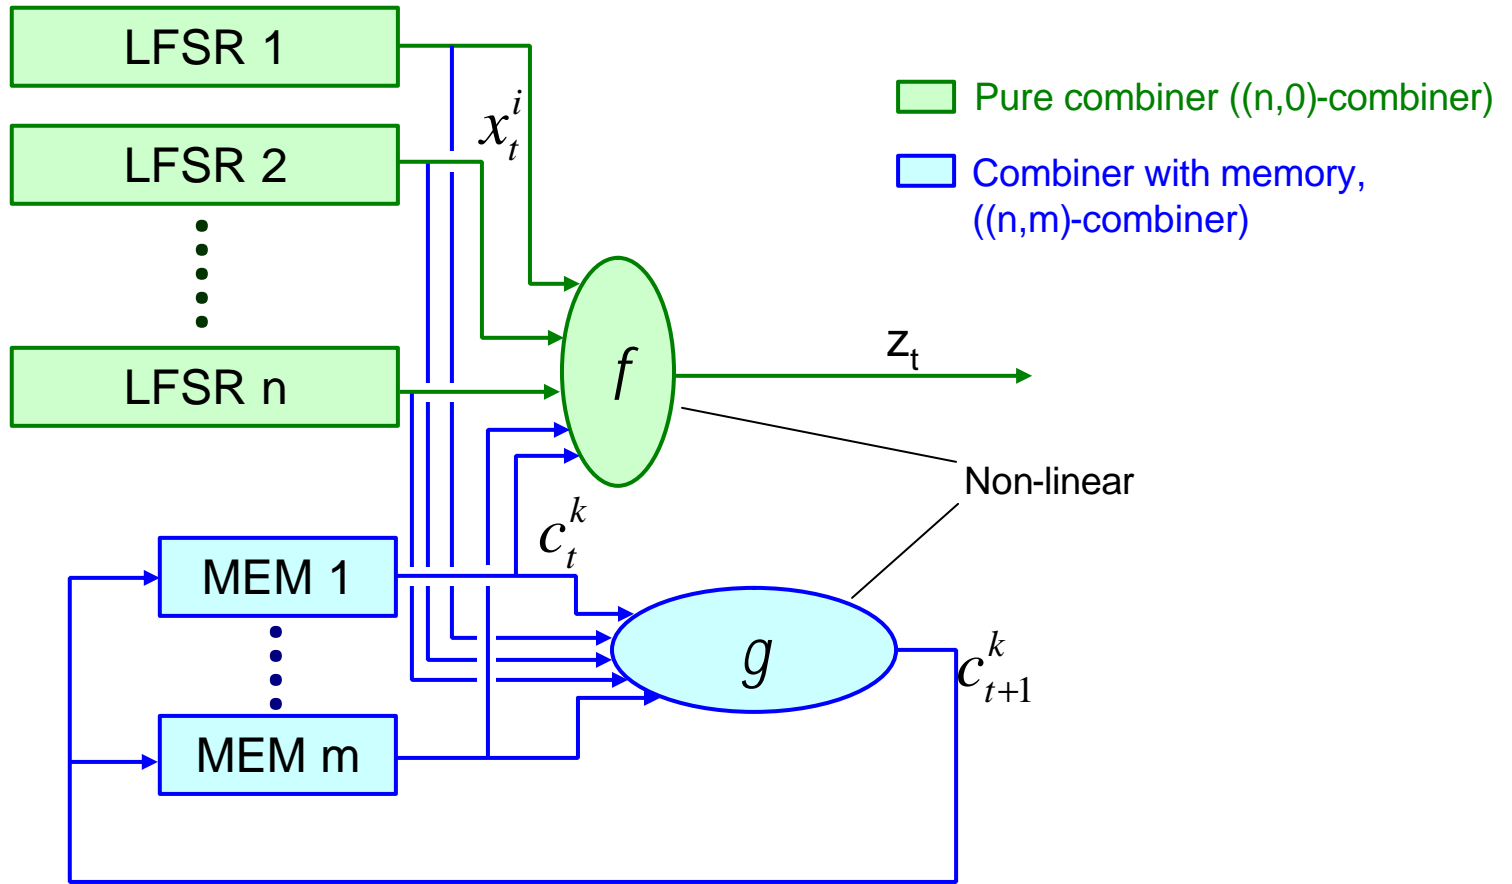 LFSR 1
LFSR 2
LFSR n
x_t^i
Pure combiner ((n,0)-combiner)
Combiner with memory,
((n,m)-combiner)
f
z_t
Non-linear
c_t^k
MEM 1
MEM m
g
c_{t+1}^k